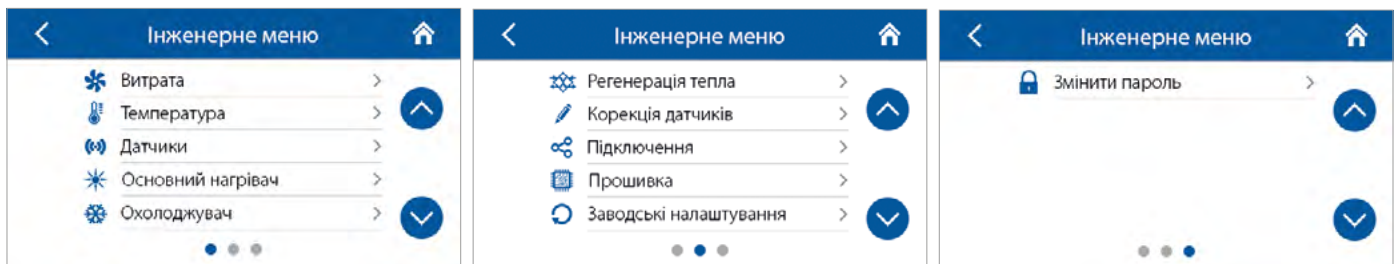 Інженерне меню
Витрата
Температура
Датчики
Основний нагрівач
Охолоджувач
Інженерне меню
Регенерація тепла
Корекція датчиків
Підключення
Прошивка
Заводські налаштування
Інженерне меню
Змінити пароль